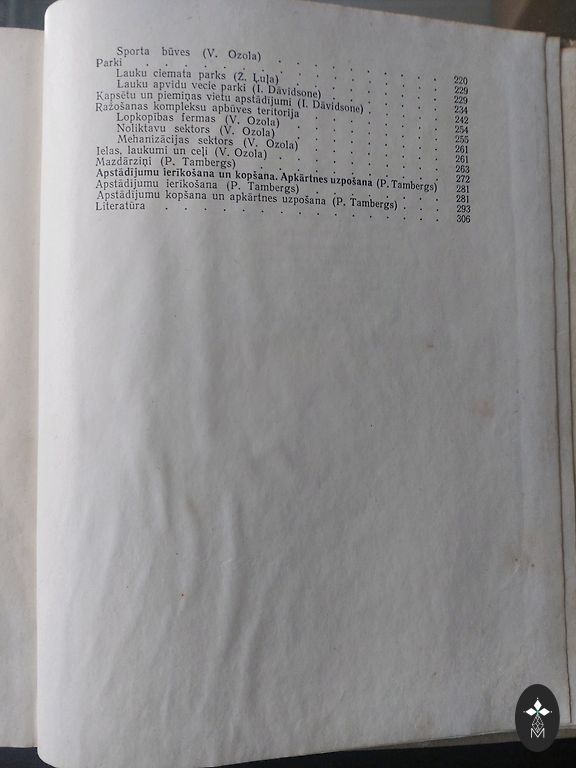 Sporta būves (V. Ozola) . . . . . . . . . . 220
Parki . . . . . . . . . . . . . . . 229
Lauku ciemata parks (Ž. Luļa) . . . . . . . . . 229
Lauku apvidu vecie parki (I. Dāvidsone) . . . . . . . 234
Kapsētu un piemiņas vietu apstādījumi (I. Dāvidsone) . . . . 242
Ražošanas kompleksu apbūves teritorija . . . . . . . 254
Lopkopības fermas (V. Ozola) . . . . . . . . . 255
Noliktavu sektors (V. Ozola) . . . . . . . . . 261
Mehanizācijas sektors (V. Ozola) . . . . . . . . 261
Ielas, laukumi un ceļi (V. Ozola) . . . . . . . . . 263
Mazdārziņi (P. Tambergs) . . . . . . . . . . 272
Apstādījumu ierīkošana un kopšana. Apkārtnes uzpošana (P. Tambergs) 281
Apstādījumu ierīkošana (P. Tambergs) . . . . . . . . 281
Apstādījumu kopšana un apkārtnes uzpošana (P. Tambergs) . . . 293
Literatūra . . . . . . . . . . . . . . 306
M